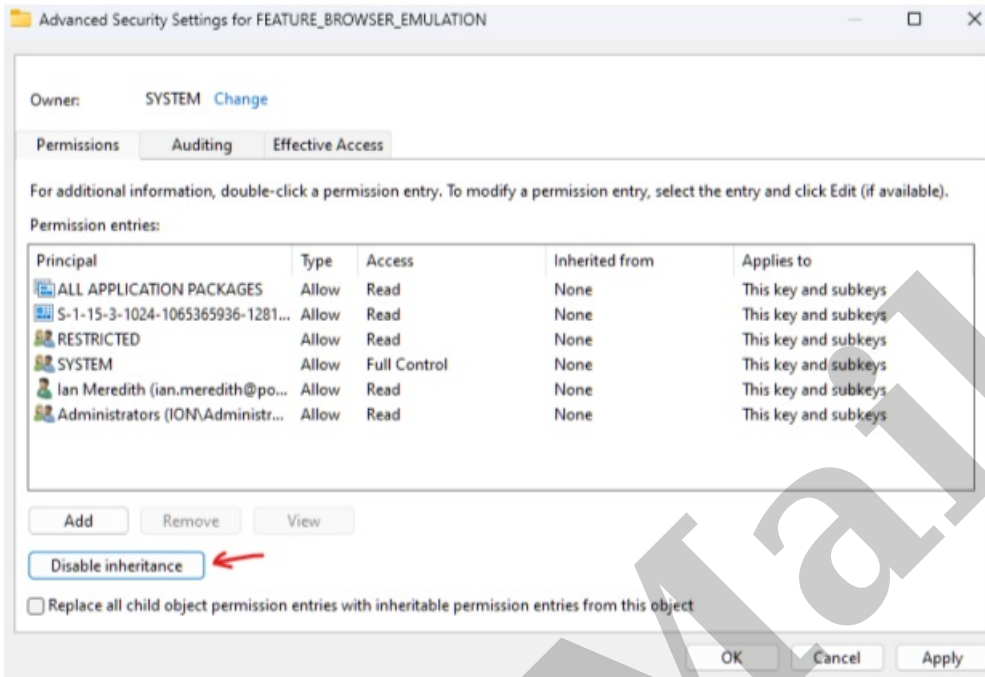 Advanced Security Settings for FEATURE_BROWSER_EMULATION
Owner: SYSTEM Change
Permissions Auditing Effective Access
For additional information, double-click a permission entry. To modify a permission entry, select the entry and click Edit (if available).
Permission entries:
Principal Type Access Inherited from Applies to
ALL APPLICATION PACKAGES Allow Read None This key and subkeys
S-1-15-3-1024-1065365936-1281... Allow Read None This key and subkeys
RESTRICTED Allow Read None This key and subkeys
SYSTEM Allow Full Control None This key and subkeys
Ian Meredith (ian.meredith@po... Allow Read None This key and subkeys
Administrators (ION\Administr... Allow Read None This key and subkeys
Add Remove View
Disable inheritance
Replace all child object permission entries with inheritable permission entries from this object
OK Cancel Apply
Mail